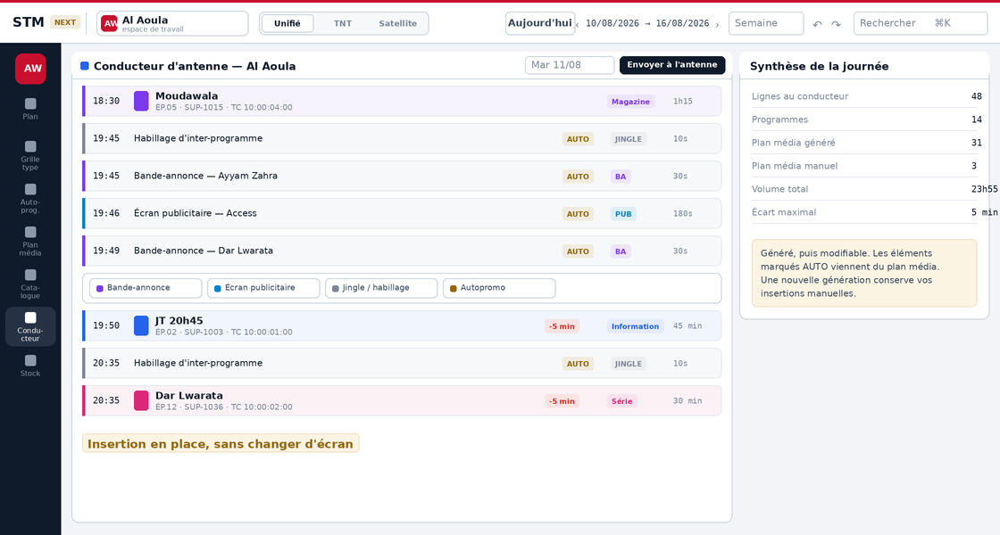 STM NEXT
AW Al Aoula
espace de travail
Unifié TNT Satellite
Aujourd'hui ‹ 10/08/2026 → 16/08/2026 ›
Semaine
↶ ↷
Rechercher ⌘K
AW
Plan
Grille
type
Auto-
prog.
Plan
média
Cata-
logue
Condu-
cteur
Stock
Conducteur d'antenne — Al Aoula
Mar 11/08
Envoyer à l'antenne
18:30 Moudawala Magazine 1h15
ÉP.05 · SUP-1015 · TC 10:00:04:00
19:45 Habillage d'inter-programme AUTO JINGLE 10s
19:45 Bande-annonce — Ayyam Zahra AUTO BA 30s
19:46 Écran publicitaire — Access AUTO PUB 180s
19:49 Bande-annonce — Dar Lwarata AUTO BA 30s
Bande-annonce Écran publicitaire Jingle / habillage Autopromo
19:50 JT 20h45 -5 min Information 45 min
ÉP.02 · SUP-1003 · TC 10:00:01:00
20:35 Habillage d'inter-programme AUTO JINGLE 10s
20:35 Dar Lwarata -5 min Série 30 min
ÉP.12 · SUP-1036 · TC 10:00:02:00
Insertion en place, sans changer d'écran
Synthèse de la journée
Lignes au conducteur 48
Programmes 14
Plan média généré 31
Plan média manuel 3
Volume total 23h55
Écart maximal 5 min
Généré, puis modifiable. Les éléments
marqués AUTO viennent du plan média.
Une nouvelle génération conserve vos
insertions manuelles.